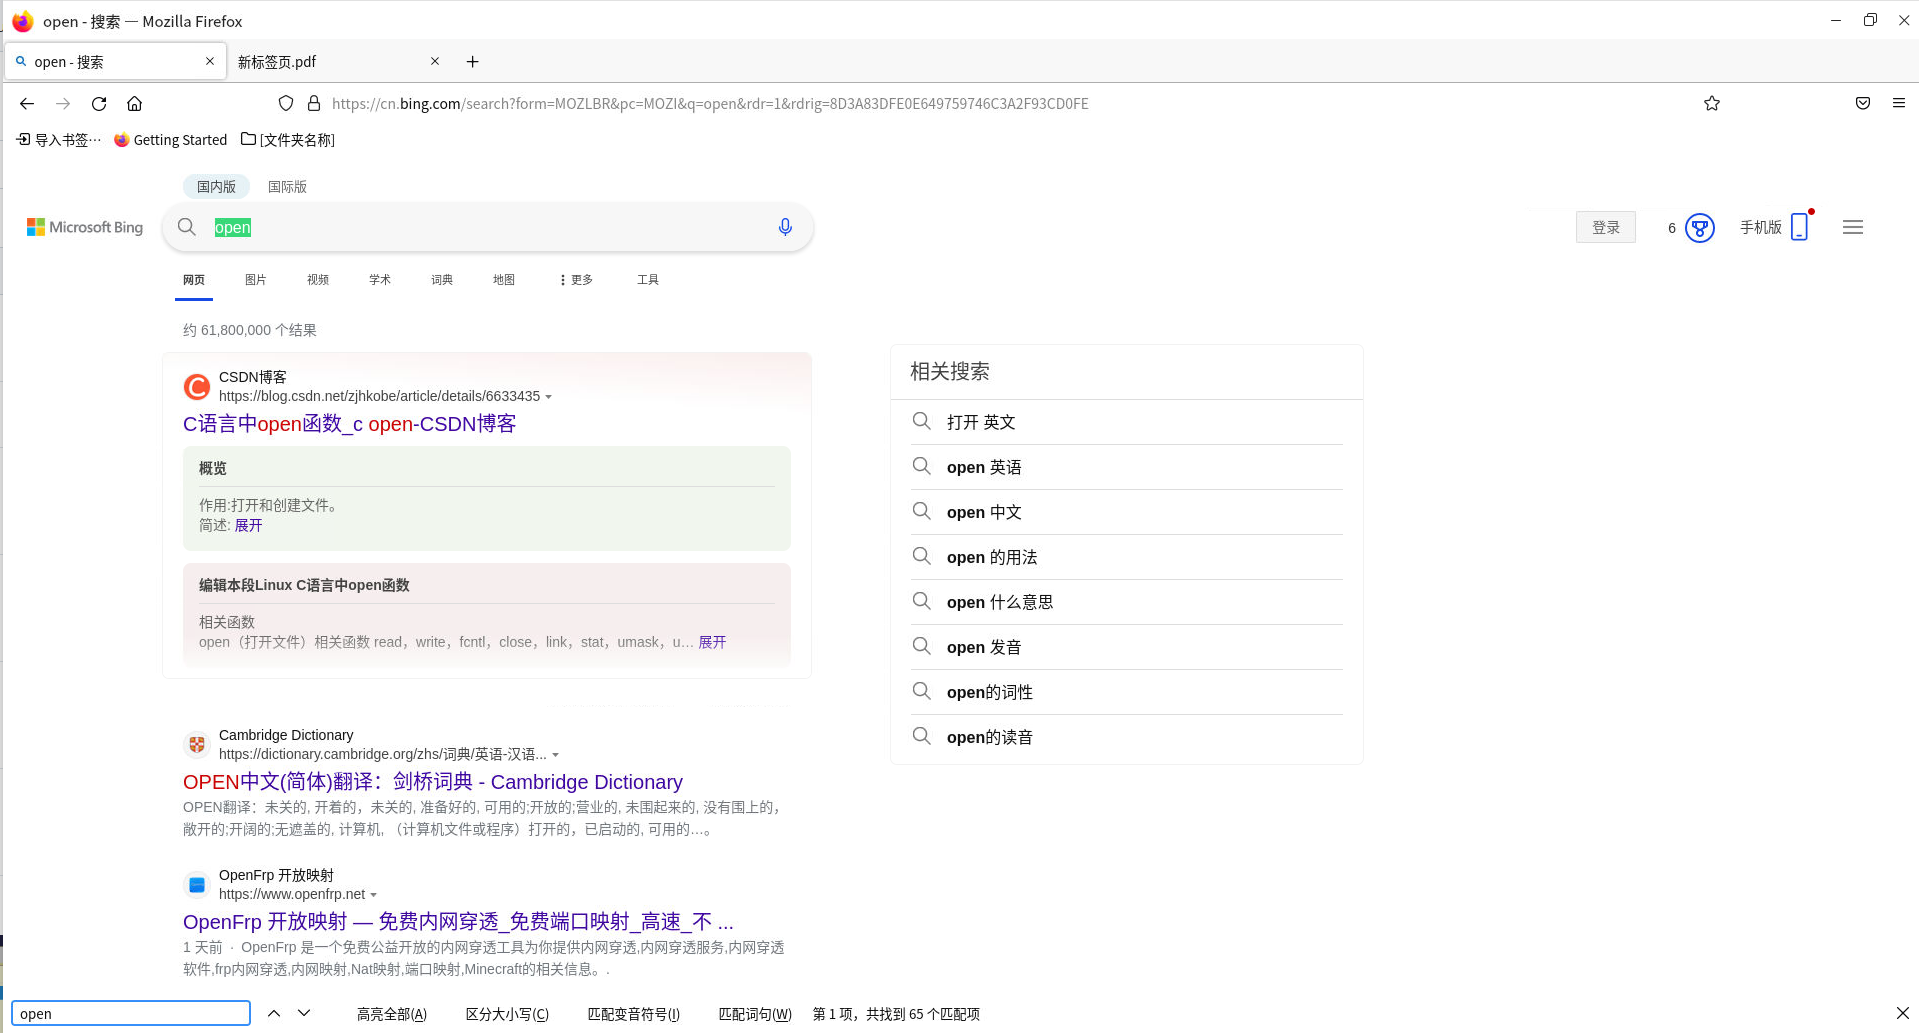 open - 搜索 — Mozilla Firefox
open - 搜索
新标签页.pdf
https://cn.bing.com/search?form=MOZLBR&pc=MOZI&q=open&rdr=1&rdrig=8D3A83DFE0E649759746C3A2F93CD0FE
导入书签… Getting Started [文件夹名称]
国内版 国际版
Microsoft Bing
open
登录 6 手机版
网页 图片 视频 学术 词典 地图 更多 工具
约 61,800,000 个结果
CSDN博客
https://blog.csdn.net/zjhkobe/article/details/6633435
C语言中open函数_c open-CSDN博客
概览
作用:打开和创建文件。
简述: 展开
编辑本段Linux C语言中open函数
相关函数
open（打开文件）相关函数 read，write，fcntl，close，link，stat，umask，u… 展开
Cambridge Dictionary
https://dictionary.cambridge.org/zhs/词典/英语-汉语...
OPEN中文(简体)翻译：剑桥词典 - Cambridge Dictionary
OPEN翻译：未关的, 开着的，未关的, 准备好的, 可用的;开放的;营业的, 未围起来的, 没有围上的，
敞开的;开阔的;无遮盖的, 计算机, （计算机文件或程序）打开的，已启动的, 可用的…。
OpenFrp 开放映射
https://www.openfrp.net
OpenFrp 开放映射 — 免费内网穿透_免费端口映射_高速_不 ...
1 天前 · OpenFrp 是一个免费公益开放的内网穿透工具为你提供内网穿透,内网穿透服务,内网穿透
软件,frp内网穿透,内网映射,Nat映射,端口映射,Minecraft的相关信息。.
相关搜索
打开 英文
open 英语
open 中文
open 的用法
open 什么意思
open 发音
open的词性
open的读音
open 高亮全部(A) 区分大小写(C) 匹配变音符号(I) 匹配词句(W) 第 1 项，共找到 65 个匹配项